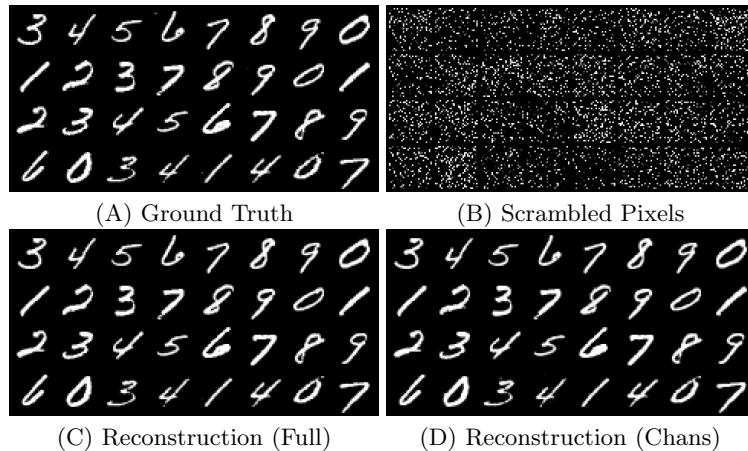 3 4 5 6 7 8 9 0
1 2 3 7 8 9 0 1
2 3 4 5 6 7 8 9
6 0 3 4 1 4 0 7
(A) Ground Truth
(B) Scrambled Pixels
3 4 5 6 7 8 9 0
1 2 3 7 8 9 0 1
2 3 4 5 6 7 8 9
6 0 3 4 1 4 0 7
(C) Reconstruction (Full)
3 4 5 6 7 8 9 0
1 2 3 7 8 9 0 1
2 3 4 5 6 7 8 9
6 0 3 4 1 4 0 7
(D) Reconstruction (Chans)